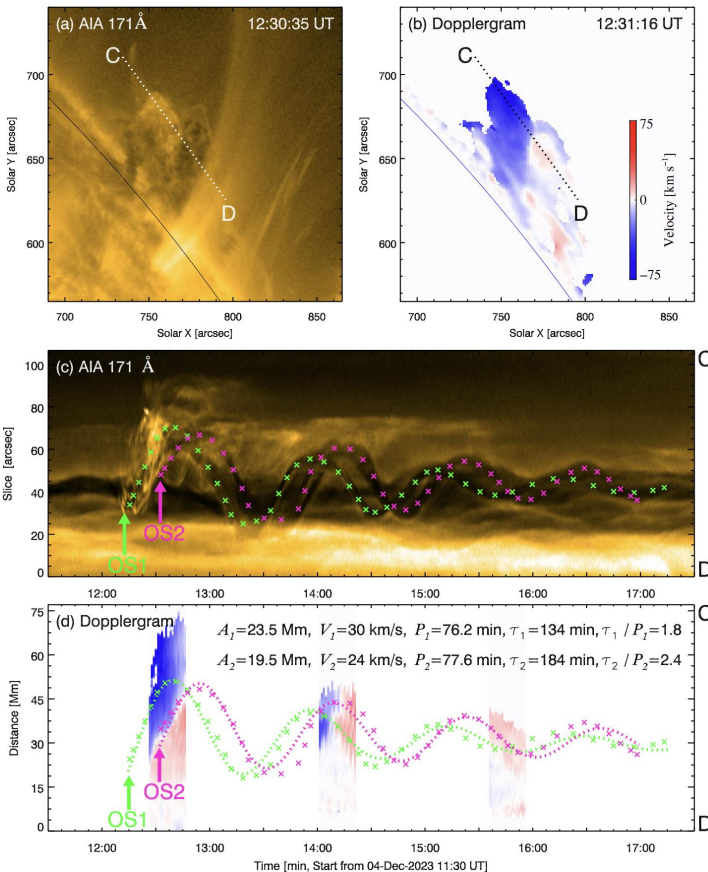 (a) AIA 171Å 12:30:35 UT
C
D
700
650
600
Solar Y [arcsec]
700 750 800 850
Solar X [arcsec]
(b) Dopplergram 12:31:16 UT
C
D
75
0
−75
Velocity [km s⁻¹]
700
650
600
Solar Y [arcsec]
700 750 800 850
Solar X [arcsec]
(c) AIA 171 Å
C
100
80
60
40
20
0
Slice [arcsec]
OS1
OS2
D
12:00 13:00 14:00 15:00 16:00 17:00
(d) Dopplergram
C
A₁=23.5 Mm, V₁=30 km/s, P₁=76.2 min, τ₁=134 min, τ₁ / P₁=1.8
A₂=19.5 Mm, V₂=24 km/s, P₂=77.6 min, τ₂=184 min, τ₂ / P₂=2.4
75
60
45
30
15
0
Distance [Mm]
OS1
OS2
D
12:00 13:00 14:00 15:00 16:00 17:00
Time [min, Start from 04-Dec-2023 11:30 UT]